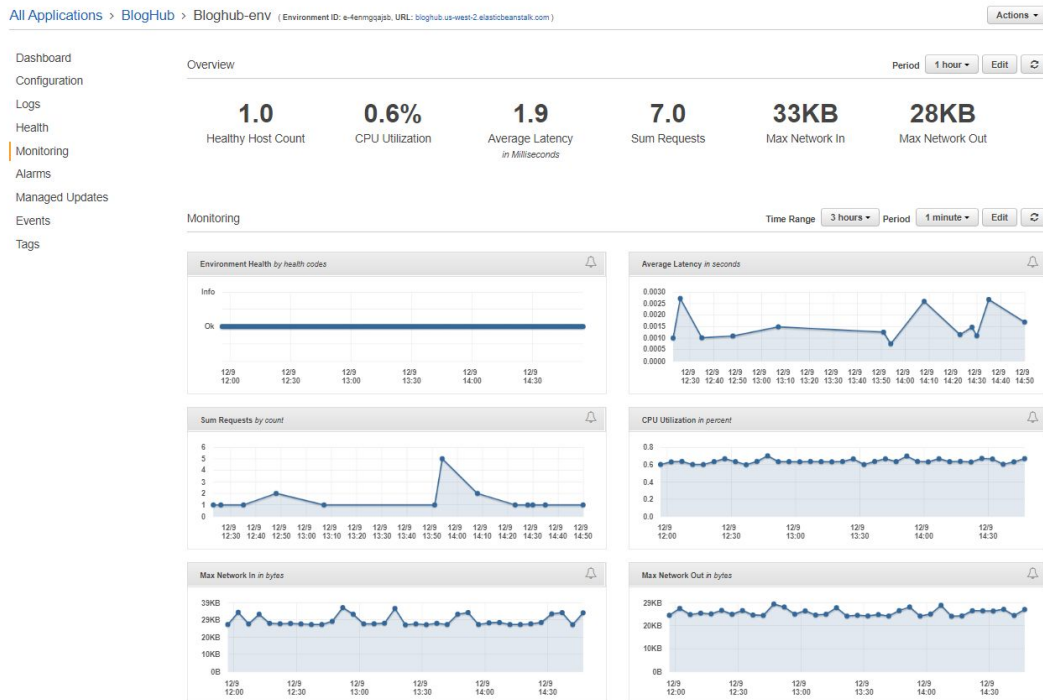 All Applications > BlogHub > Bloghub-env ( Environment ID: e-4enmgqajsb, URL: bloghub.us-west-2.elasticbeanstalk.com )
Actions
Dashboard
Configuration
Logs
Health
Monitoring
Alarms
Managed Updates
Events
Tags
Overview
Period 1 hour Edit
1.0 0.6% 1.9 7.0 33KB 28KB
Healthy Host Count CPU Utilization Average Latency Sum Requests Max Network In Max Network Out
in Milliseconds
Monitoring
Time Range 3 hours Period 1 minute Edit
Environment Health by health codes
Info
Ok
12/9 12/9 12/9 12/9 12/9 12/9
12:00 12:30 13:00 13:30 14:00 14:30
Average Latency in seconds
0.0030
0.0025
0.0020
0.0015
0.0010
0.0005
0.0000
12/9 12/9 12/9 12/9 12/9 12/9 12/9 12/9 12/9 12/9 12/9 12/9 12/9 12/9 12/9
12:30 12:40 12:50 13:00 13:10 13:20 13:30 13:40 13:50 14:00 14:10 14:20 14:30 14:40 14:50
Sum Requests by count
6
5
4
3
2
1
0
12/9 12/9 12/9 12/9 12/9 12/9 12/9 12/9 12/9 12/9 12/9 12/9 12/9 12/9 12/9
12:30 12:40 12:50 13:00 13:10 13:20 13:30 13:40 13:50 14:00 14:10 14:20 14:30 14:40 14:50
CPU Utilization in percent
0.8
0.6
0.4
0.2
0.0
12/9 12/9 12/9 12/9 12/9 12/9
12:00 12:30 13:00 13:30 14:00 14:30
Max Network In in bytes
39KB
29KB
20KB
10KB
0B
12/9 12/9 12/9 12/9 12/9 12/9
12:00 12:30 13:00 13:30 14:00 14:30
Max Network Out in bytes
29KB
20KB
10KB
0B
12/9 12/9 12/9 12/9 12/9 12/9
12:00 12:30 13:00 13:30 14:00 14:30